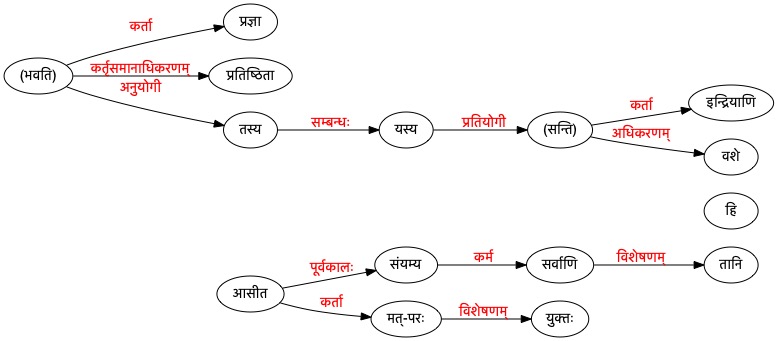 प्रज्ञा
कर्ता
(भवति) कर्तृसमानाधिकरणम् प्रतिष्ठिता
अनुयोगी
तस्य सम्बन्धः यस्य प्रतियोगी (सन्ति) कर्ता इन्द्रियाणि
अधिकरणम्
वशे
हि
पूर्वकालः संयम्य कर्म सर्वाणि विशेषणम् तानि
आसीत
कर्ता मत्-परः विशेषणम् युक्तः